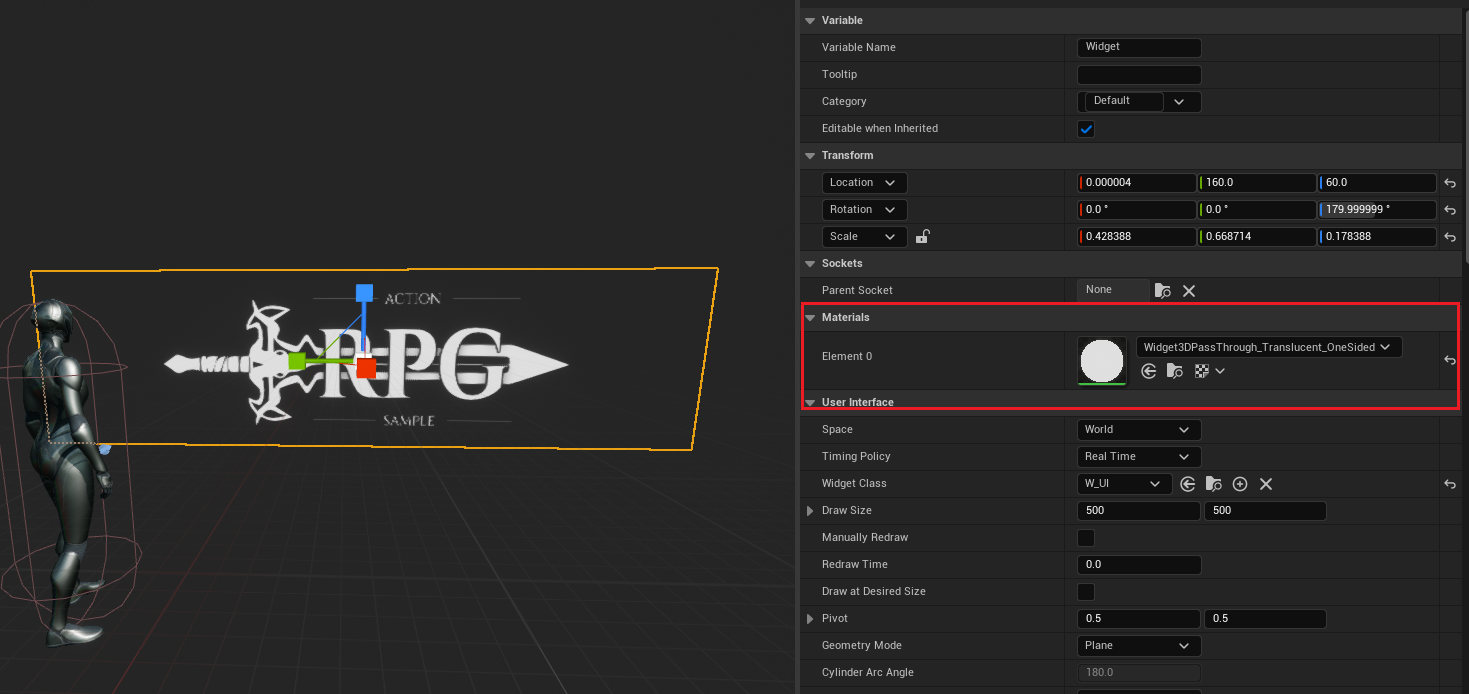 ACTION
RPG
SAMPLE
Variable
Variable Name Widget
Tooltip
Category Default
Editable when Inherited
Transform
Location 0.000004 160.0 60.0
Rotation 0.0 ° 0.0 ° 179.999999 °
Scale 0.428388 0.668714 0.178388
Sockets
Parent Socket None
Materials
Element 0 Widget3DPassThrough_Translucent_OneSided
User Interface
Space World
Timing Policy Real Time
Widget Class W_UI
Draw Size 500 500
Manually Redraw
Redraw Time 0.0
Draw at Desired Size
Pivot 0.5 0.5
Geometry Mode Plane
Cylinder Arc Angle 180.0